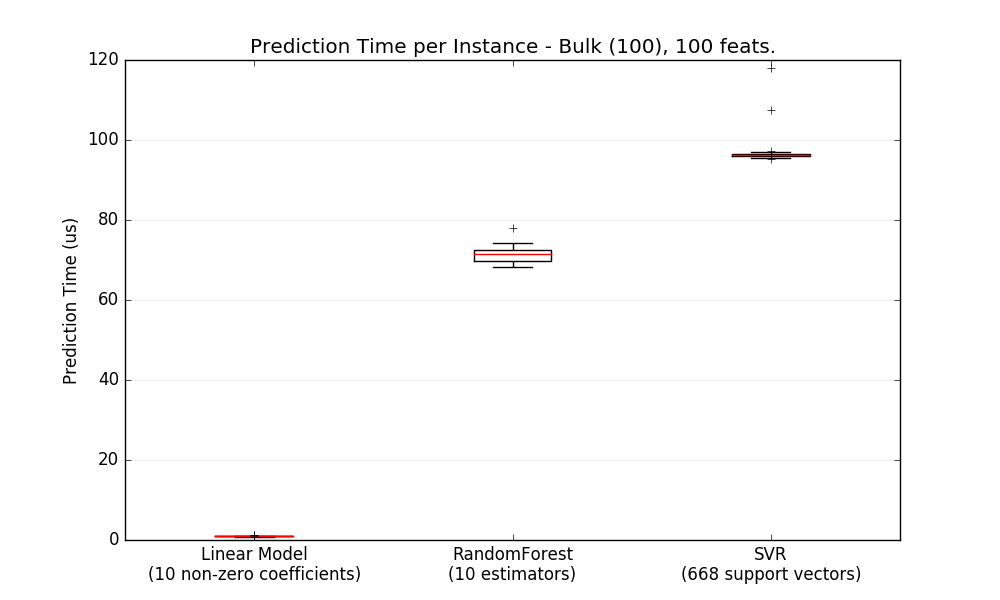 Prediction Time per Instance - Bulk (100), 100 feats.
120
100
80
60
40
20
0
Prediction Time (us)
Linear Model
(10 non-zero coefficients)
RandomForest
(10 estimators)
SVR
(668 support vectors)